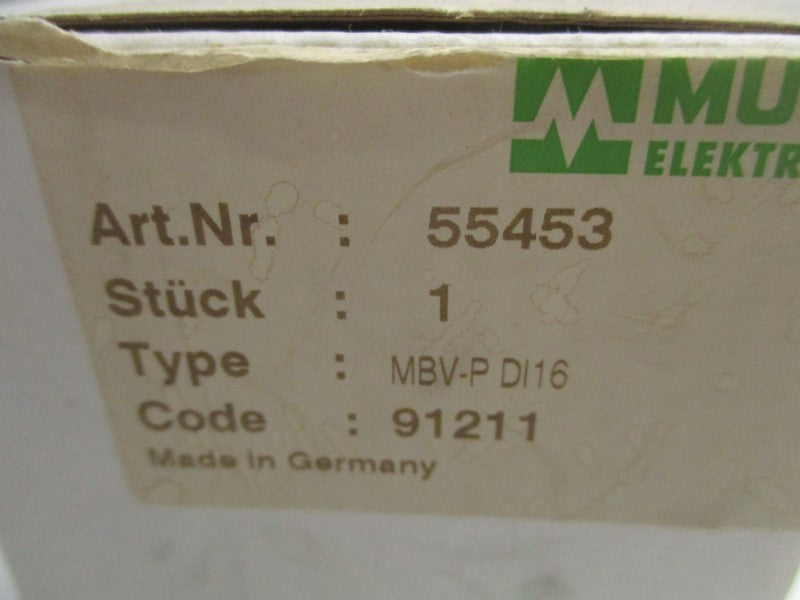 MU
ELEKTR
Art.Nr. : 55453
Stück : 1
Type : MBV-P DI16
Code : 91211
Made in Germany